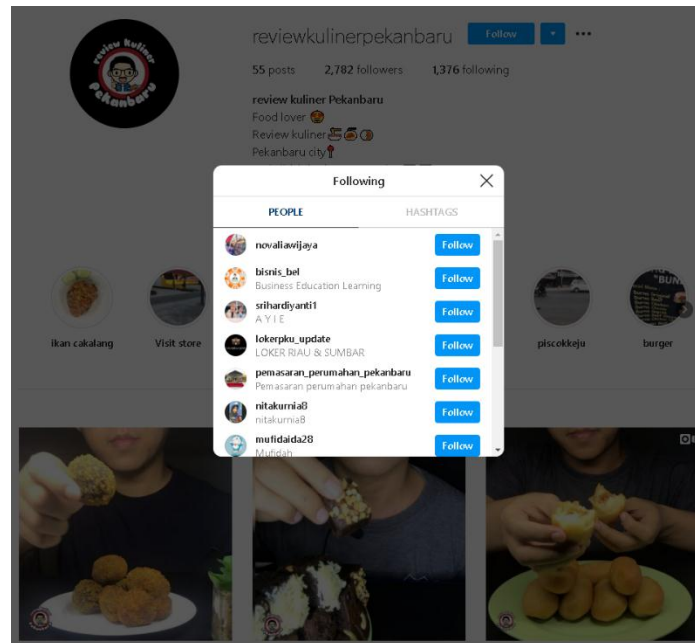 review kuliner
Pekanbaru
reviewkulinerpekanbaru Follow
55 posts 2,782 followers 1,376 following
review kuliner Pekanbaru
Food lover
Review kuliner
Pekanbaru city
Following
PEOPLE HASHTAGS
novaliawijaya Follow
bisnis_bel Follow
Business Education Learning
srihardiyanti1 Follow
A Y I E
lokerpku_update Follow
LOKER RIAU & SUMBAR
pemasaran_perumahan_pekanbaru Follow
Pemasaran perumahan pekanbaru
nitakurnia8 Follow
nitakurnia8
mufidaida28 Follow
Mufidah
ikan cakalang Visit store piscokkeju burger